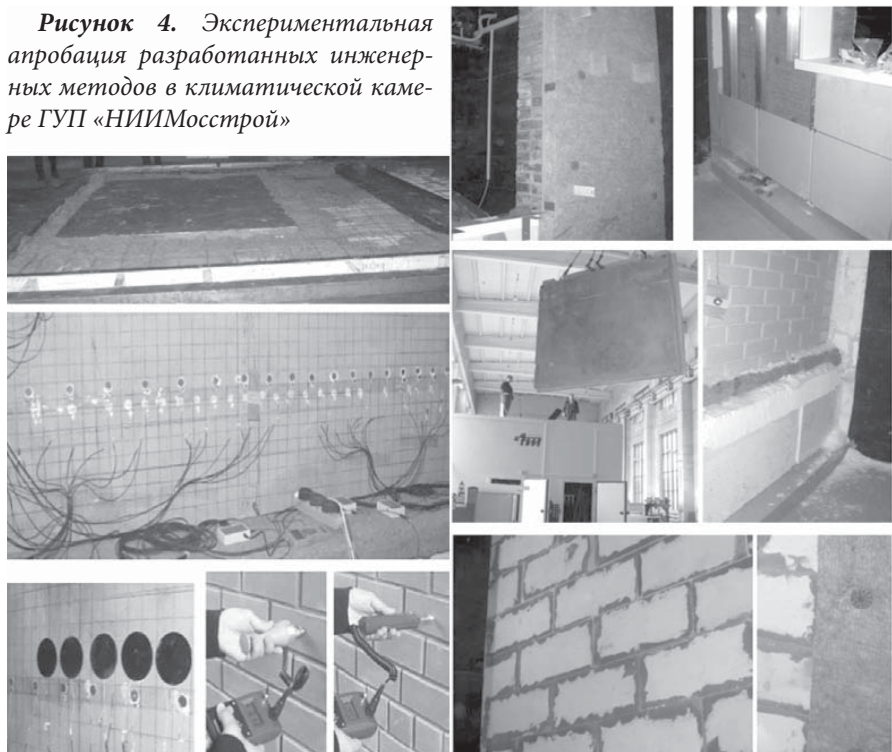 Рисунок 4. Экспериментальная
апробация разработанных инженер-
ных методов в климатической каме-
ре ГУП «НИИМосстрой»